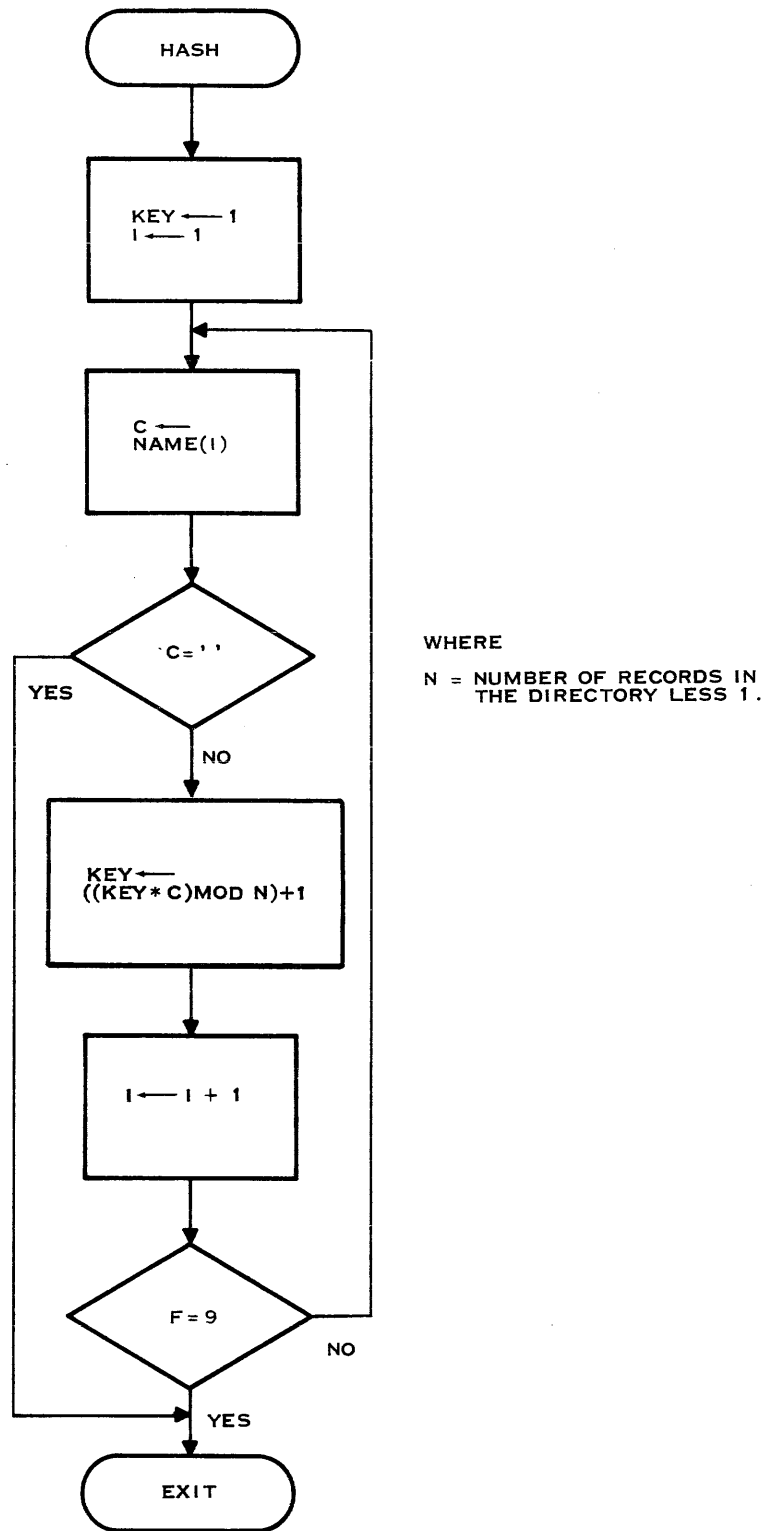 HASH
KEY ← 1
I ← 1
C ←
NAME(I)
C=' '
YES
NO
WHERE
N = NUMBER OF RECORDS IN
THE DIRECTORY LESS 1.
KEY ←
((KEY * C)MOD N)+1
I ← I + 1
F = 9
NO
YES
EXIT